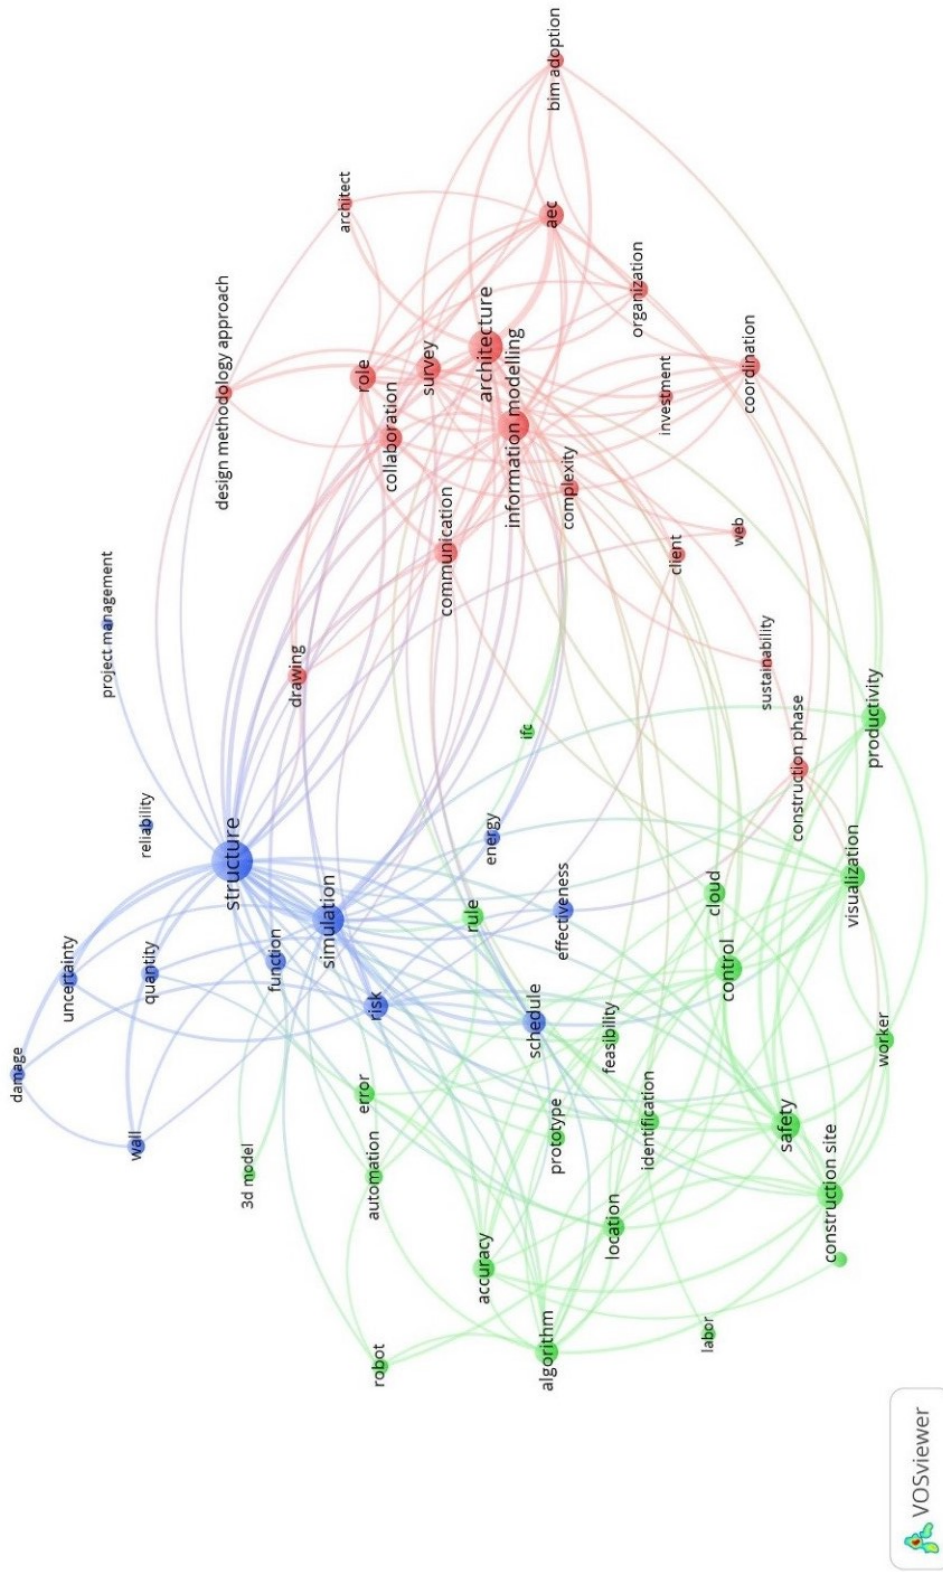 damage
wall
uncertainty
quantity
reliability
project management
structure
function
simulation
risk
3d model
error
automation
robot
design methodology approach
architect
role
collaboration
survey
drawing
communication
architecture
information modelling
complexity
aec
bim adoption
organization
investment
coordination
client
web
sustainability
construction phase
productivity
ifc
energy
rule
effectiveness
schedule
feasibility
cloud
control
visualization
worker
prototype
identification
accuracy
location
algorithm
labor
safety
construction site
VOSviewer